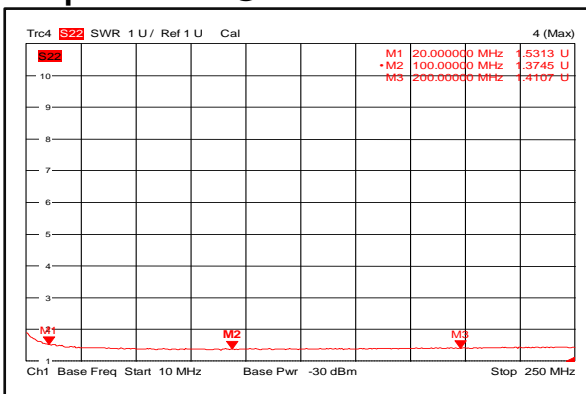 Trc4 S22 SWR 1 U / Ref 1 U Cal 4 (Max)
S22
M1 20.000000 MHz 1.5313 U
•M2 100.00000 MHz 1.3745 U
M3 200.00000 MHz 1.4107 U
10
9
8
7
6
5
4
3
2
M1 M2 M3
1
Ch1 Base Freq Start 10 MHz Base Pwr -30 dBm Stop 250 MHz